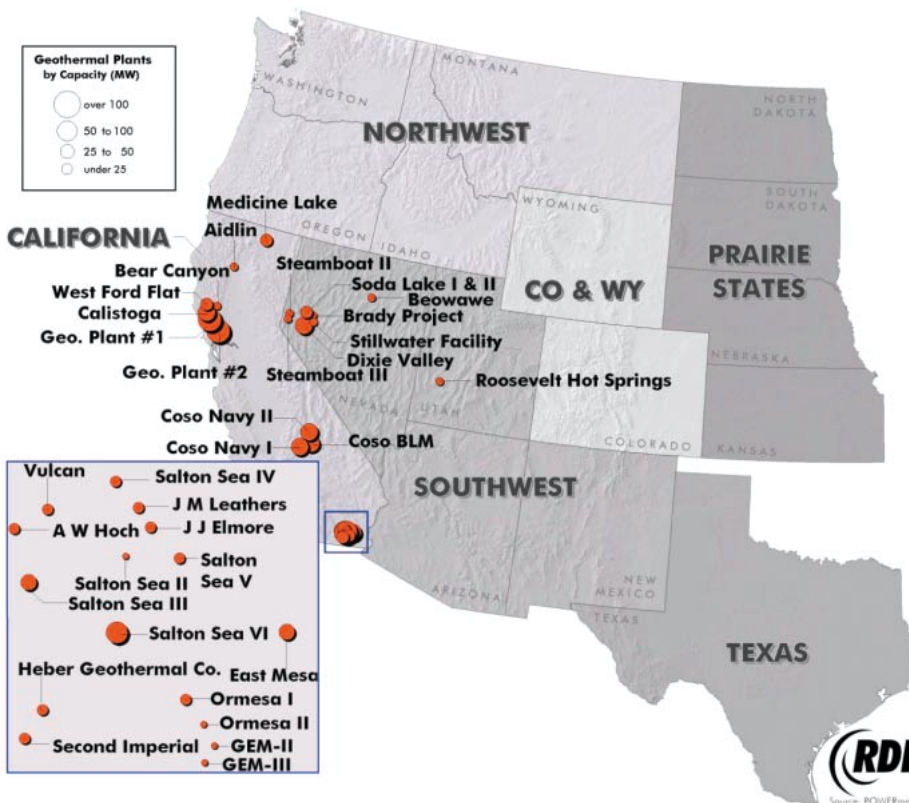 Geothermal Plants
by Capacity (MW)
over 100
50 to 100
25 to 50
under 25
WASHINGTON
MONTANA
NORTH
DAKOTA
NORTHWEST
SOUTH
DAKOTA
WYOMING
Medicine Lake
OREGON
IDAHO
Aidlin
CALIFORNIA
PRAIRIE
STATES
Steamboat II
Bear Canyon
Soda Lake I & II
CO & WY
West Ford Flat
Beowawe
Calistoga
Brady Project
Geo. Plant #1
Stillwater Facility
Dixie Valley
NEBRASKA
Geo. Plant #2
Steamboat III
Roosevelt Hot Springs
NEVADA
UTAH
Coso Navy II
COLORADO
KANSAS
Coso Navy I
Coso BLM
SOUTHWEST
Vulcan
Salton Sea IV
J M Leathers
A W Hoch
J J Elmore
Salton
Sea V
Salton Sea II
Salton Sea III
ARIZONA
NEW
MEXICO
TEXAS
Salton Sea VI
East Mesa
TEXAS
Heber Geothermal Co.
Ormesa I
Ormesa II
Second Imperial
GEM-II
GEM-III
RDI
Source: